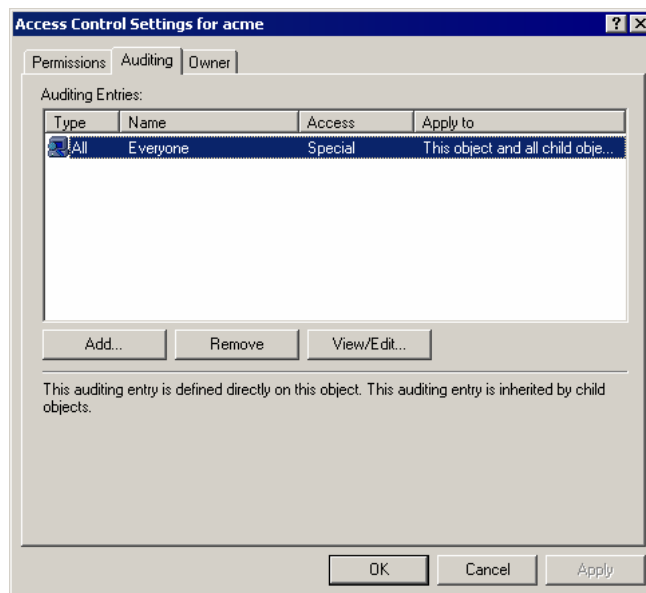 Access Control Settings for acme
Permissions Auditing Owner
Auditing Entries:
Type Name Access Apply to
All Everyone Special This object and all child obje...
Add... Remove View/Edit...
This auditing entry is defined directly on this object. This auditing entry is inherited by child
objects.
OK Cancel Apply